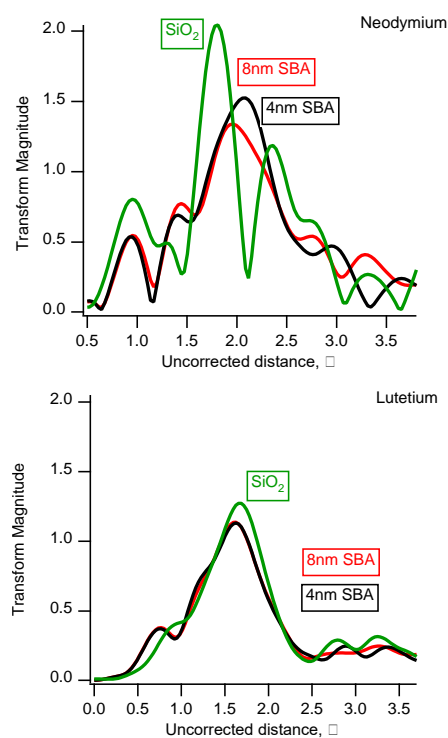 Neodymium
SiO2
8nm SBA
4nm SBA
Transform Magnitude
2.0
1.5
1.0
0.5
0.0
0.5 1.0 1.5 2.0 2.5 3.0 3.5
Uncorrected distance, □
Lutetium
SiO2
8nm SBA
4nm SBA
Transform Magnitude
2.0
1.5
1.0
0.5
0.0
0.0 0.5 1.0 1.5 2.0 2.5 3.0 3.5
Uncorrected distance, □